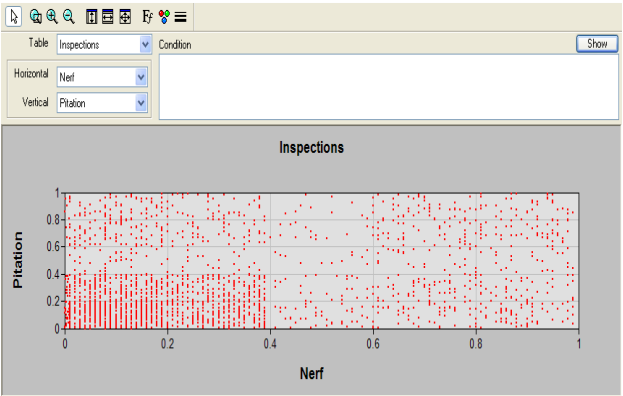 Ff
Table Inspections Condition Show
Horizontal Nerf
Vertical Pitation
Inspections
Pitation
1
0.8
0.6
0.4
0.2
0
0 0.2 0.4 0.6 0.8 1
Nerf